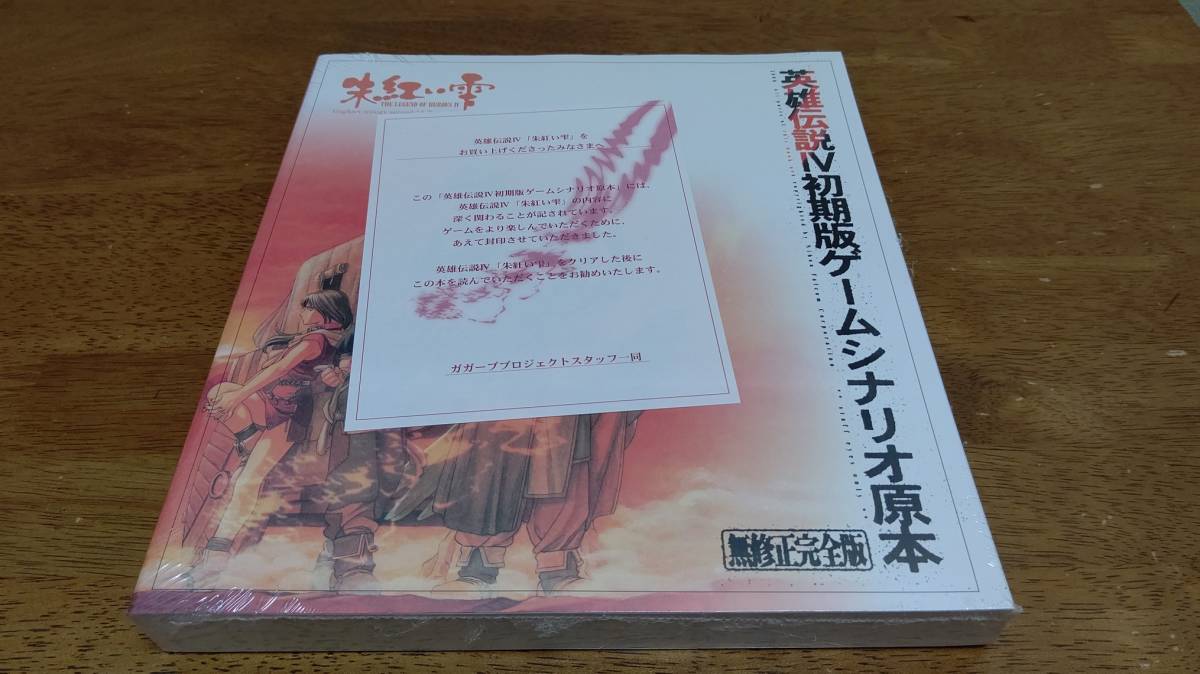 朱紅い雫
THE LEGEND OF HEROES IV
英雄伝説Ⅳ「朱紅い雫」を
お買い上げくださったみなさまへ
この「英雄伝説Ⅳ初期版ゲームシナリオ原本」には、
英雄伝説Ⅳ「朱紅い雫」の内容に
深く関わることが記されています。
ゲームをより楽しんでいただくために、
あえて封印させていただきました。
英雄伝説Ⅳ「朱紅い雫」をクリアした後に
この本を読んでいただくことをお勧めいたします。
ガガーブプロジェクトスタッフ一同
英雄伝説Ⅳ初期版ゲームシナリオ原本
無修正完全版